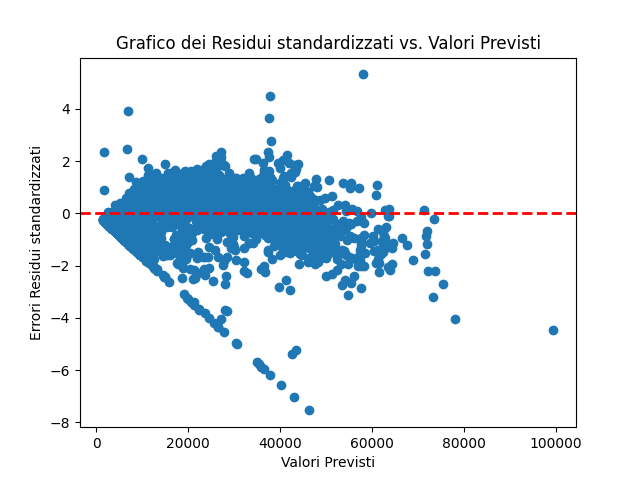 Grafico dei Residui standardizzati vs. Valori Previsti
Errori Residui standardizzati
4
2
0
−2
−4
−6
−8
0 20000 40000 60000 80000 100000
Valori Previsti